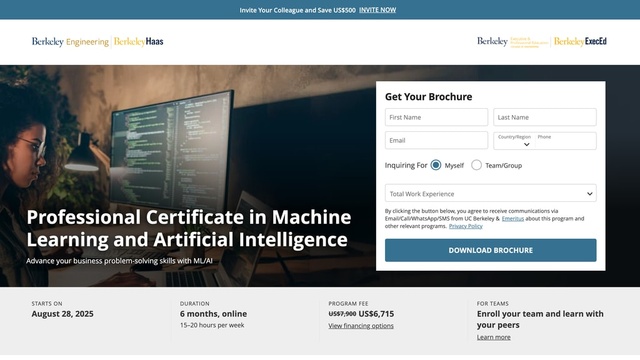 Invite Your Colleague and Save US$500 INVITE NOW
Berkeley Engineering | BerkeleyHaas
Berkeley
BerkeleyExecEd
Get Your Brochure
First Name
Last Name
Email
Country/Region
Phone
Inquiring For
Myself
Team/Group
Total Work Experience
By clicking the button below, you agree to receive communications via
Email/Call/WhatsApp/SMS from UC Berkeley & Emeritus about this program and
other relevant programs. Privacy Policy
DOWNLOAD BROCHURE
Professional Certificate in Machine
Learning and Artificial Intelligence
Advance your business problem-solving skills with ML/AI
STARTS ON
August 28, 2025
DURATION
6 months, online
15–20 hours per week
PROGRAM FEE
US$7,900 US$6,715
View financing options
FOR TEAMS
Enroll your team and learn with
your peers
Learn more